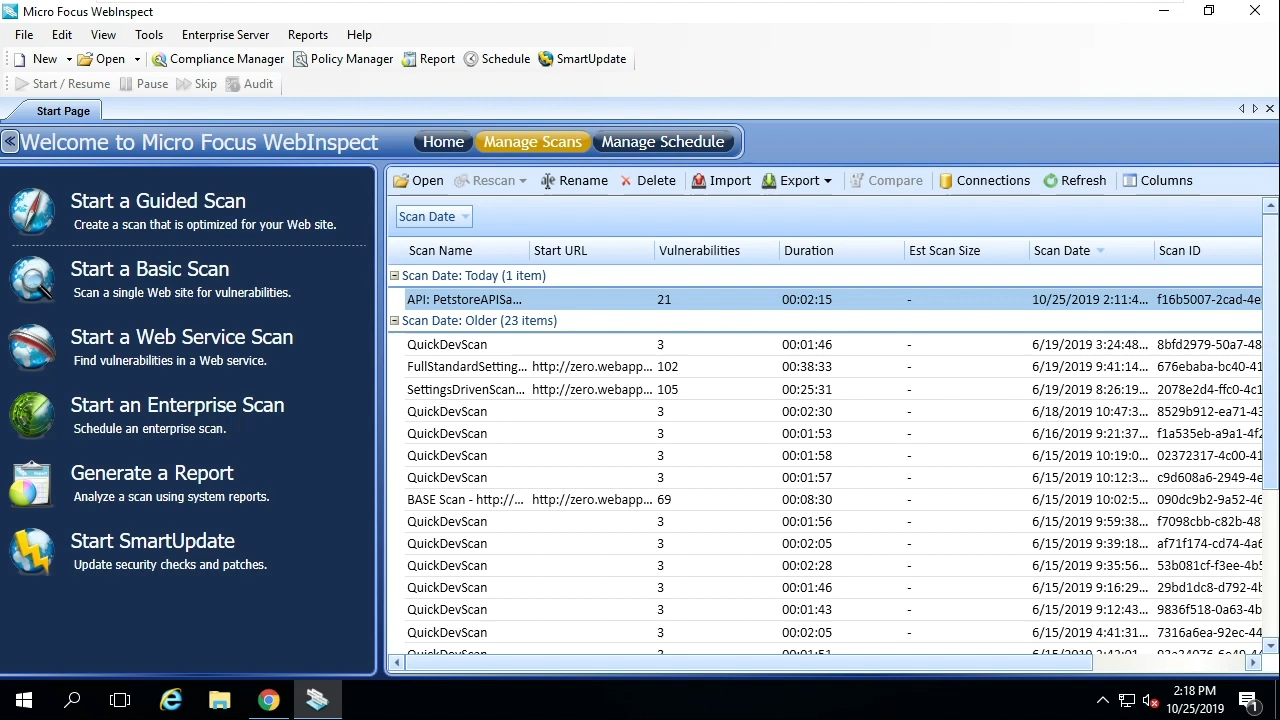 Micro Focus WebInspect
File Edit View Tools Enterprise Server Reports Help
New Open Compliance Manager Policy Manager Report Schedule SmartUpdate
Start / Resume Pause Skip Audit
Start Page
Welcome to Micro Focus WebInspect Home Manage Scans Manage Schedule
Start a Guided Scan
Create a scan that is optimized for your Web site.
Start a Basic Scan
Scan a single Web site for vulnerabilities.
Start a Web Service Scan
Find vulnerabilities in a Web service.
Start an Enterprise Scan
Schedule an enterprise scan.
Generate a Report
Analyze a scan using system reports.
Start SmartUpdate
Update security checks and patches.
Open Rescan Rename Delete Import Export Compare Connections Refresh Columns
Scan Date
Scan Name Start URL Vulnerabilities Duration Est Scan Size Scan Date Scan ID
Scan Date: Today (1 item)
API: PetstoreAPISa... 21 00:02:15 - 10/25/2019 2:11:4... f16b5007-2cad-4e
Scan Date: Older (23 items)
QuickDevScan 3 00:01:46 - 6/19/2019 3:24:48... 8bfd2979-50a7-48
FullStandardSetting... http://zero.webapp... 102 00:38:33 - 6/19/2019 9:41:14... 676ebaba-bc40-41
SettingsDrivenScan... http://zero.webapp... 105 00:25:31 - 6/19/2019 8:26:19... 2078e2d4-ffc0-4c1
QuickDevScan 3 00:02:30 - 6/18/2019 10:47:3... 8529b912-ea71-43
QuickDevScan 3 00:01:53 - 6/16/2019 9:21:37... f1a535eb-a9a1-4f2
QuickDevScan 3 00:01:58 - 6/15/2019 10:19:0... 02372317-4c00-41
QuickDevScan 3 00:01:57 - 6/15/2019 10:12:3... c9d608a6-2949-4e
BASE Scan - http://... http://zero.webapp... 69 00:08:30 - 6/15/2019 10:02:5... 090dc9b2-9a52-46
QuickDevScan 3 00:01:56 - 6/15/2019 9:59:38... f7098cbb-c82b-48
QuickDevScan 3 00:02:05 - 6/15/2019 9:39:18... af71f174-cd74-4a6
QuickDevScan 3 00:02:28 - 6/15/2019 9:35:56... 53b081cf-f3ee-4b5
QuickDevScan 3 00:01:46 - 6/15/2019 9:16:29... 29bd1dc8-d792-4b
QuickDevScan 3 00:01:43 - 6/15/2019 9:12:43... 9836f518-0a63-4b
QuickDevScan 3 00:02:05 - 6/15/2019 4:41:31... 7316a6ea-92ec-44
QuickDevScan 3 00:01:51
2:18 PM
10/25/2019
1